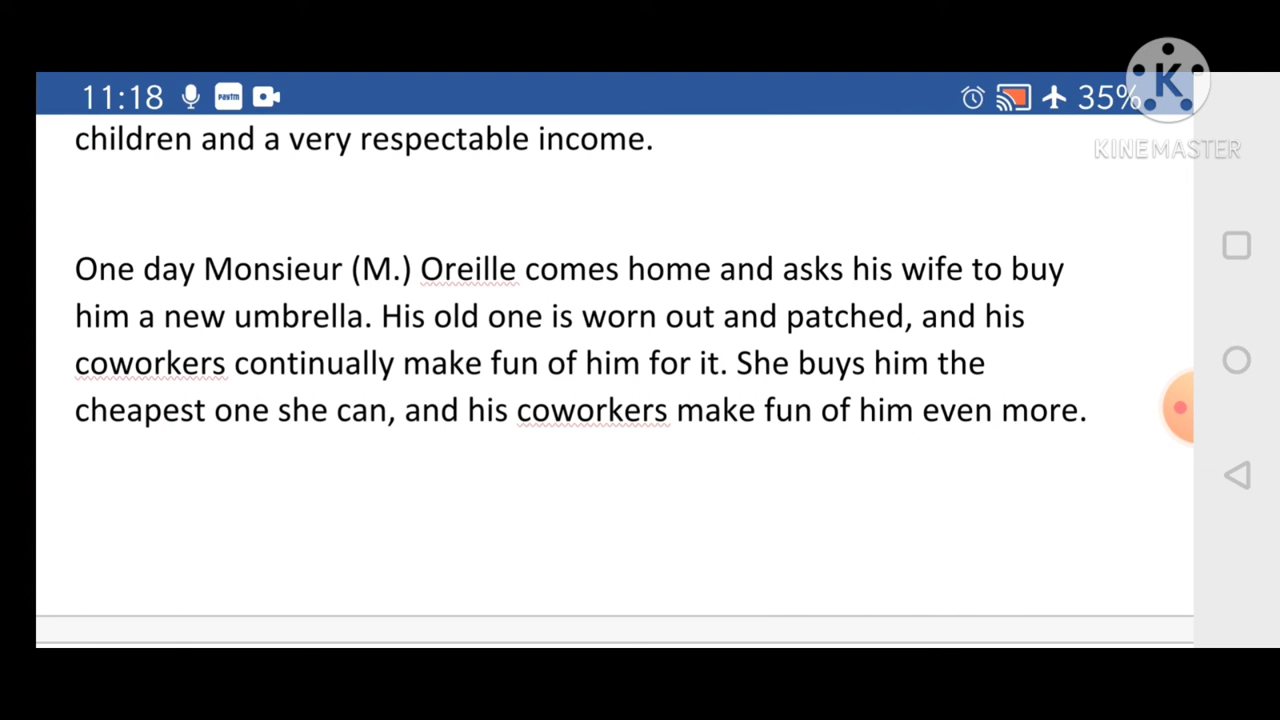 11:18 paytm 35%
K
KINEMASTER
children and a very respectable income.
One day Monsieur (M.) Oreille comes home and asks his wife to buy
him a new umbrella. His old one is worn out and patched, and his
coworkers continually make fun of him for it. She buys him the
cheapest one she can, and his coworkers make fun of him even more.